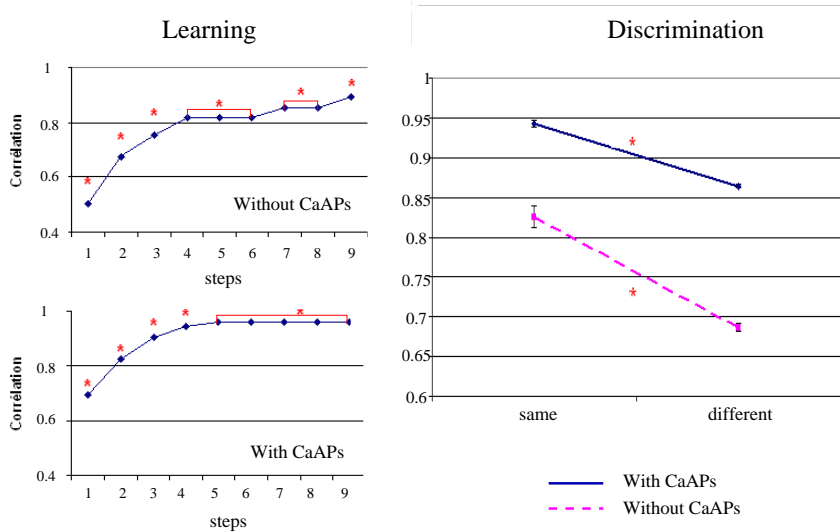 Learning
1
0.8
0.6
0.4
Corrélation
*
*
*
*
*
*
Without CaAPs
1 2 3 4 5 6 7 8 9
steps
1
0.8
0.6
0.4
Corrélation
*
*
*
*
*
With CaAPs
1 2 3 4 5 6 7 8 9
steps
Discrimination
1
0.95
0.9
0.85
0.8
0.75
0.7
0.65
0.6
*
*
same different
With CaAPs
Without CaAPs